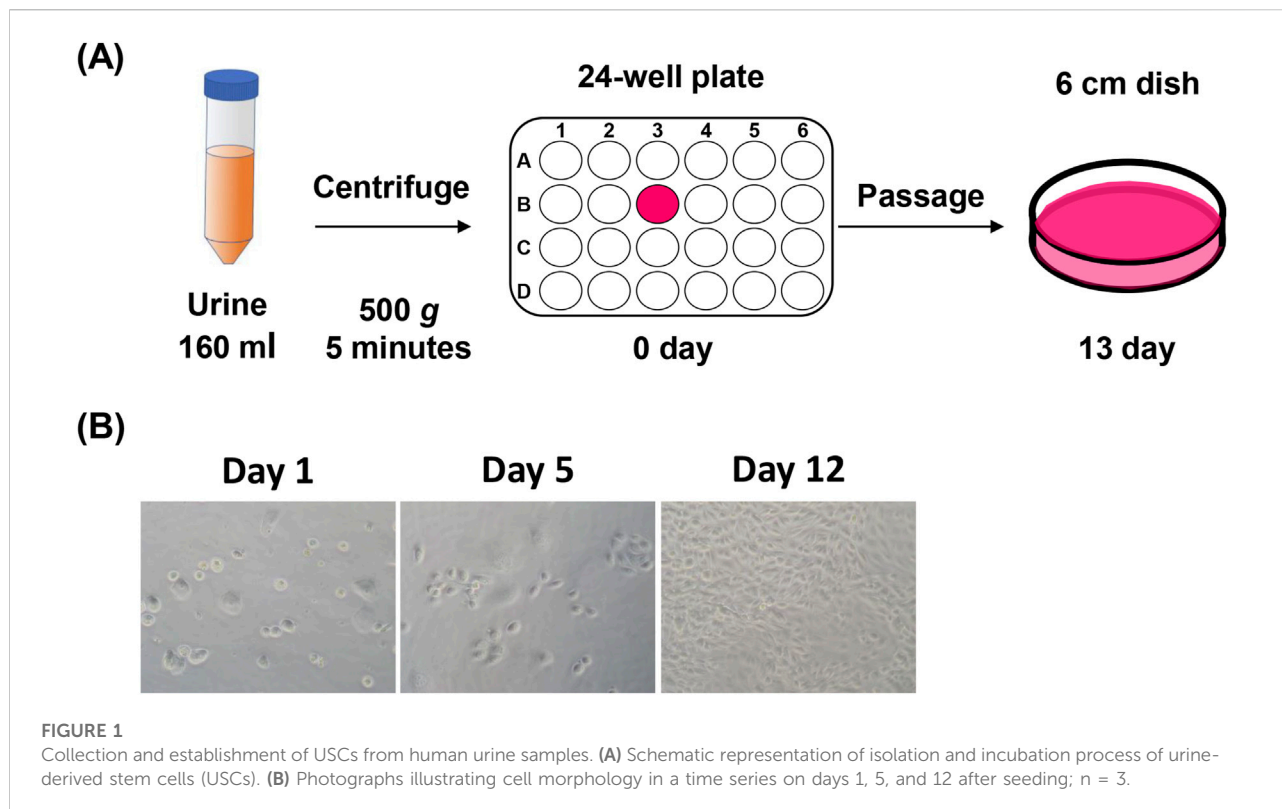 (A)
24-well plate
6 cm dish
1 2 3 4 5 6
A
Centrifuge
B
Passage
C
D
Urine
500 g
160 ml
5 minutes
0 day
13 day
(B)
Day 1
Day 5
Day 12
FIGURE 1
Collection and establishment of USCs from human urine samples. (A) Schematic representation of isolation and incubation process of urine-
derived stem cells (USCs). (B) Photographs illustrating cell morphology in a time series on days 1, 5, and 12 after seeding; n = 3.